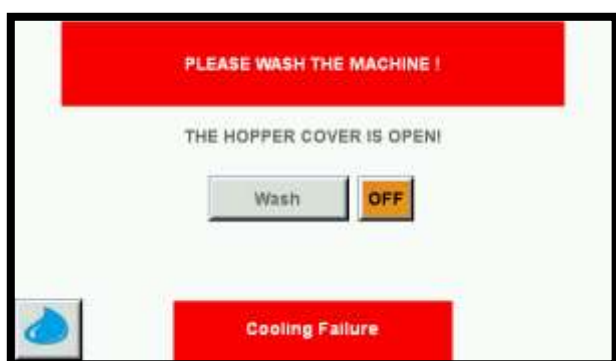 PLEASE WASH THE MACHINE !
THE HOPPER COVER IS OPEN!
Wash OFF
Cooling Failure